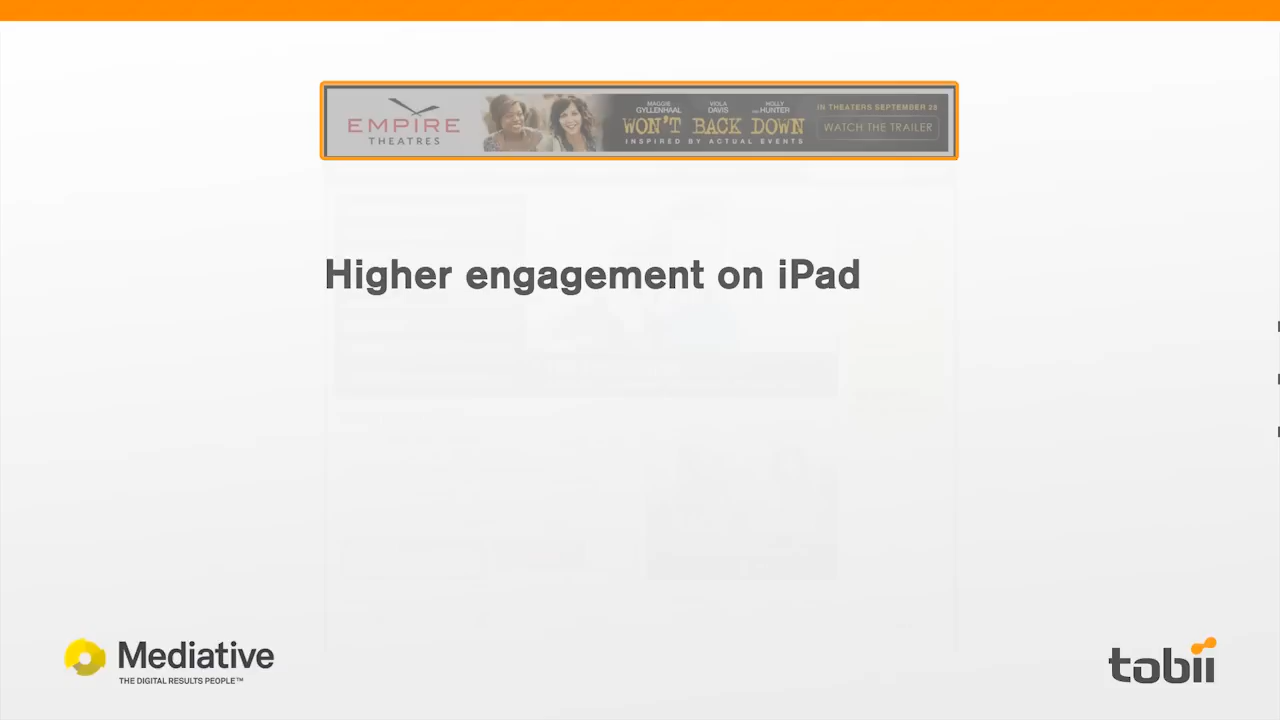 EMPIRE
THEATRES
MAGGIE GYLLENHAAL VIOLA DAVIS AND HOLLY HUNTER
WON'T BACK DOWN
INSPIRED BY ACTUAL EVENTS
IN THEATERS SEPTEMBER 28
WATCH THE TRAILER
Higher engagement on iPad
Mediative
THE DIGITAL RESULTS PEOPLE™
tobii